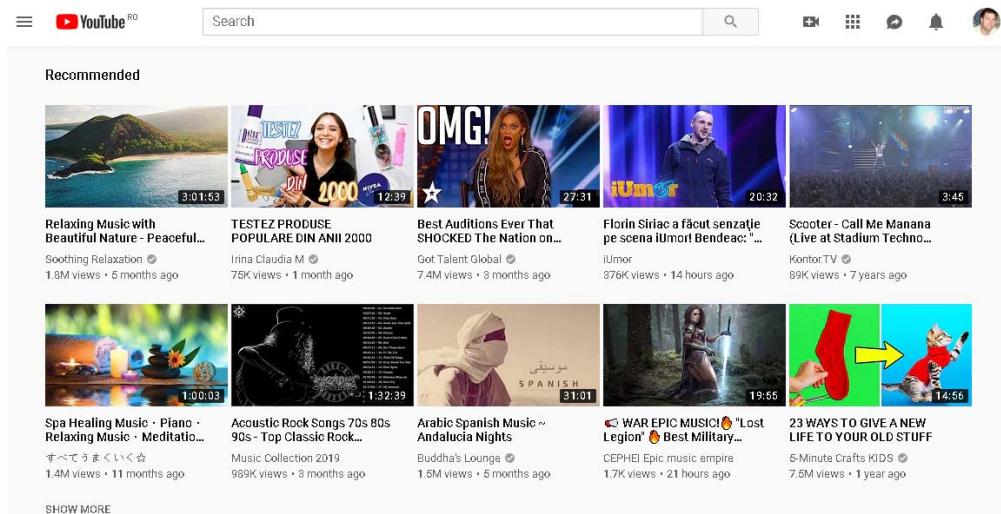 YouTube RO
Search
Recommended
TESTEZ
PRODUSE
DIN
2000
NIVEA
OMG!
iUmor
3:01:53
12:39
27:31
20:32
3:45
Relaxing Music with
Beautiful Nature - Peaceful...
Soothing Relaxation
1.8M views • 5 months ago
TESTEZ PRODUSE
POPULARE DIN ANII 2000
Irina Claudia M
75K views • 1 month ago
Best Auditions Ever That
SHOCKED The Nation on...
Got Talent Global
7.4M views • 3 months ago
Florin Siriac a făcut senzaţie
pe scena iUmor! Bendeac: "...
iUmor
376K views • 14 hours ago
Scooter - Call Me Manana
(Live at Stadium Techno...
Kontor.TV
89K views • 7 years ago
موسيقى
SPANISH
1:00:03
1:32:39
31:01
19:55
14:56
Spa Healing Music・Piano・
Relaxing Music・Meditatio...
すべてうまくいく☆
1.4M views • 11 months ago
Acoustic Rock Songs 70s 80s
90s - Top Classic Rock...
Music Collection 2019
989K views • 3 months ago
Arabic Spanish Music ~
Andalucia Nights
Buddha's Lounge
1.5M views • 5 months ago
📢 WAR EPIC MUSIC!🔥 "Lost
Legion" 🔥 Best Military...
CEPHEI Epic music empire
1.7K views • 21 hours ago
23 WAYS TO GIVE A NEW
LIFE TO YOUR OLD STUFF
5-Minute Crafts KIDS
7.5M views • 1 year ago
SHOW MORE